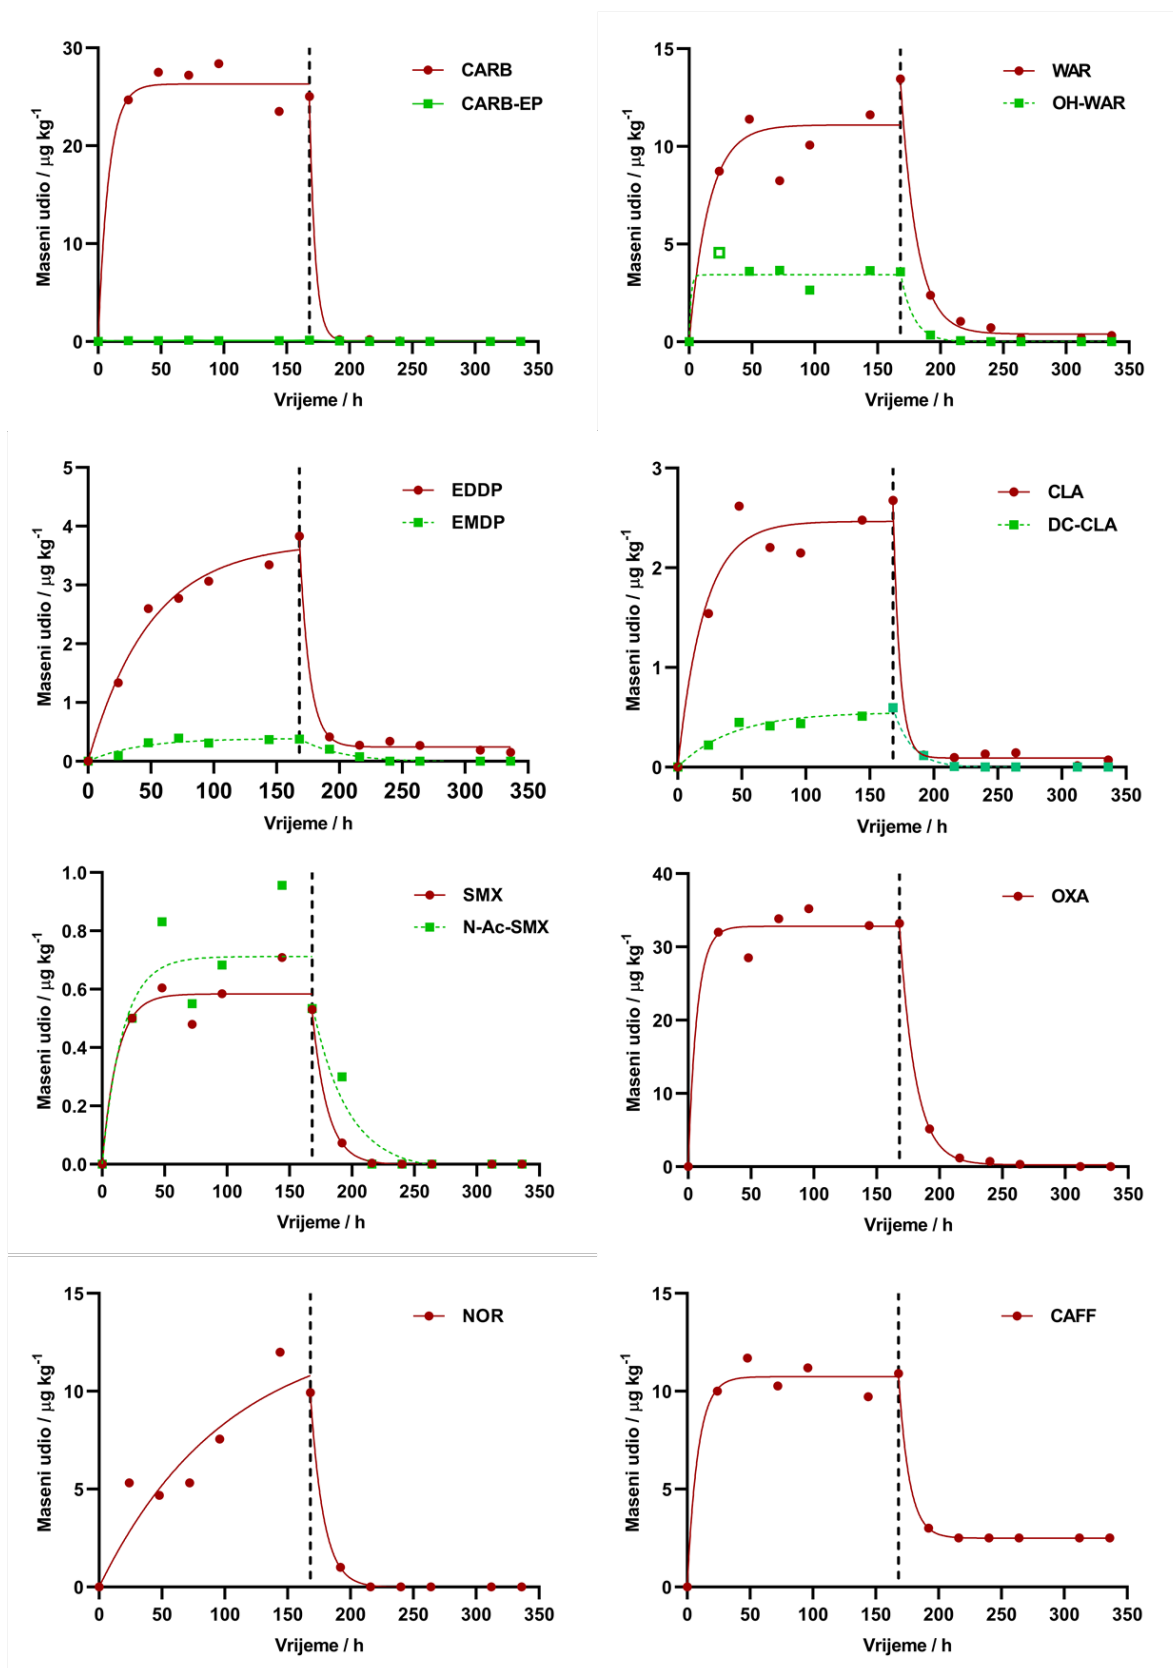 CARB
CARB-EP
Maseni udio / µg kg⁻¹
30
20
10
0
0 50 100 150 200 250 300 350
Vrijeme / h
WAR
OH-WAR
Maseni udio / µg kg⁻¹
15
10
5
0
0 50 100 150 200 250 300 350
Vrijeme / h
EDDP
EMDP
Maseni udio / µg kg⁻¹
5
4
3
2
1
0
0 50 100 150 200 250 300 350
Vrijeme / h
CLA
DC-CLA
Maseni udio / µg kg⁻¹
3
2
1
0
0 50 100 150 200 250 300 350
Vrijeme / h
SMX
N-Ac-SMX
Maseni udio / µg kg⁻¹
1.0
0.8
0.6
0.4
0.2
0.0
0 50 100 150 200 250 300 350
Vrijeme / h
OXA
Maseni udio / µg kg⁻¹
40
30
20
10
0
0 50 100 150 200 250 300 350
Vrijeme / h
NOR
Maseni udio / µg kg⁻¹
15
10
5
0
0 50 100 150 200 250 300 350
Vrijeme / h
CAFF
Maseni udio / µg kg⁻¹
15
10
5
0
0 50 100 150 200 250 300 350
Vrijeme / h